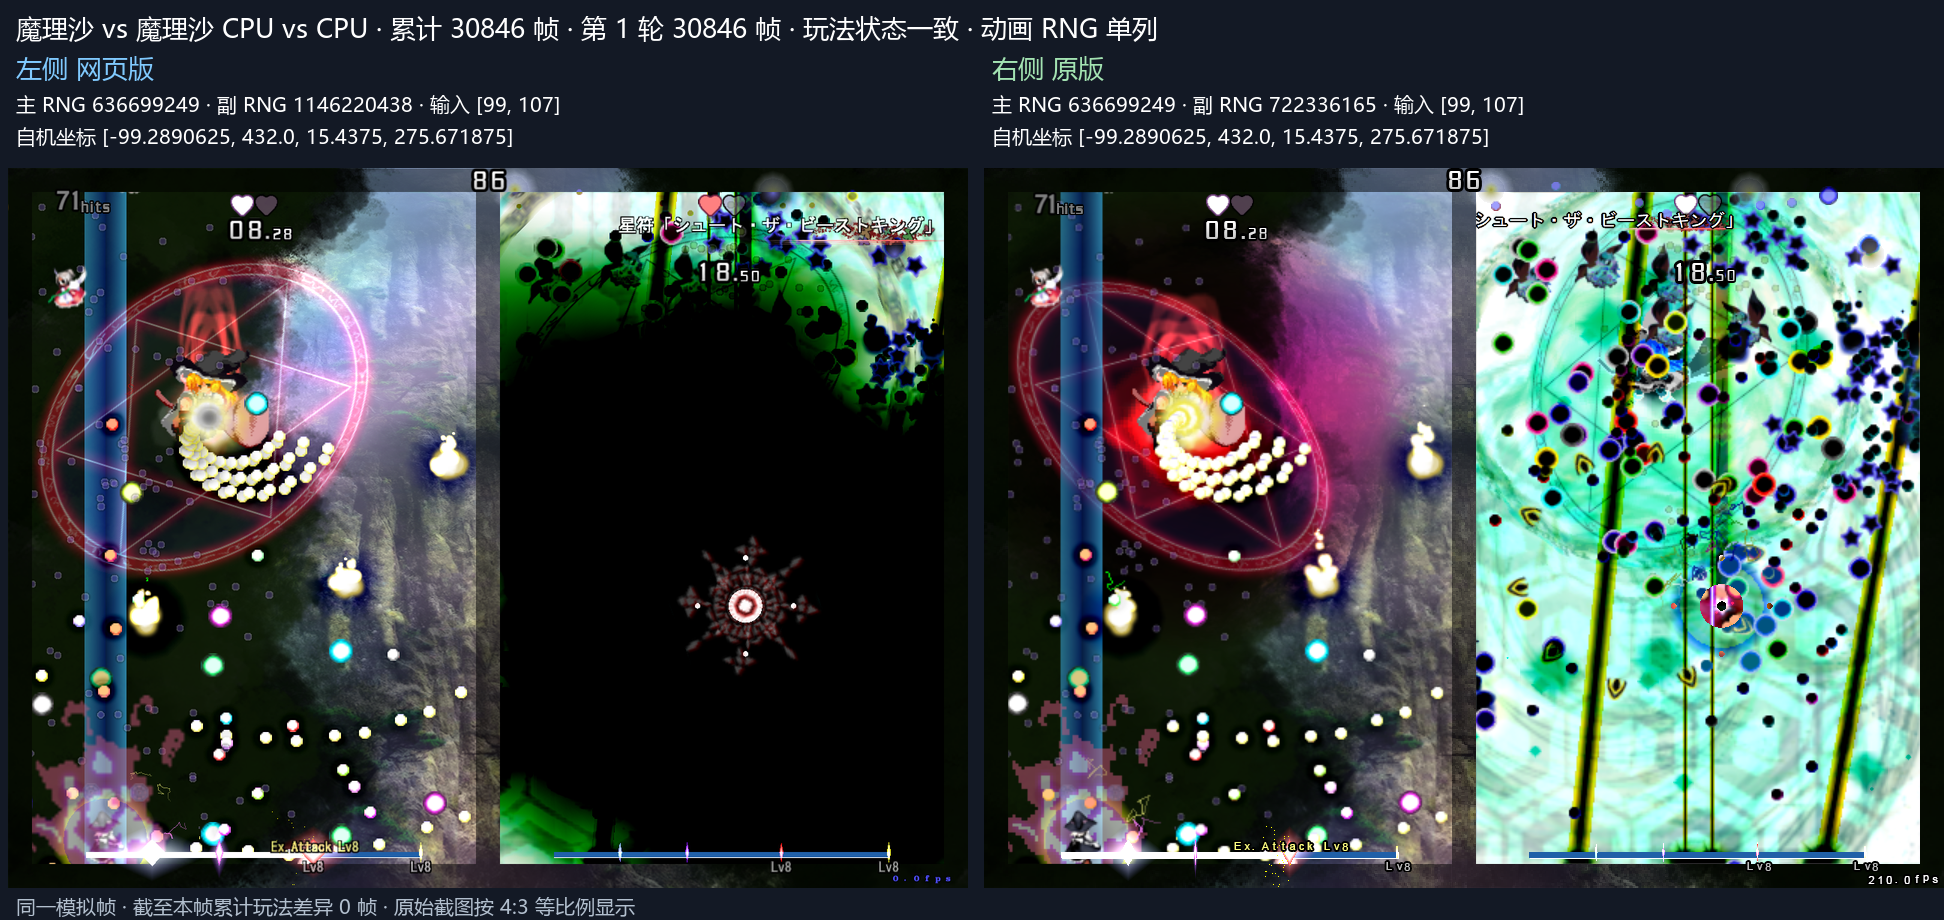 魔理沙 vs 魔理沙 CPU vs CPU · 累计 30846 帧 · 第 1 轮 30846 帧 · 玩法状态一致 · 动画 RNG 单列
左侧 网页版
主 RNG 636699249 · 副 RNG 1146220438 · 输入 [99, 107]
自机坐标 [-99.2890625, 432.0, 15.4375, 275.671875]
右侧 原版
主 RNG 636699249 · 副 RNG 722336165 · 输入 [99, 107]
自机坐标 [-99.2890625, 432.0, 15.4375, 275.671875]
86
71hits
08.28
星符「シュート・ザ・ビーストキング」
18.50
Ex.Attack Lv8
Lv8
Lv8
Lv8
Lv8
0.0fps
86
71hits
08.28
シュート・ザ・ビーストキング」
18.50
Ex.Attack Lv8
Lv8
Lv8
Lv8
210.0fps
同一模拟帧 · 截至本帧累计玩法差异 0 帧 · 原始截图按 4:3 等比例显示